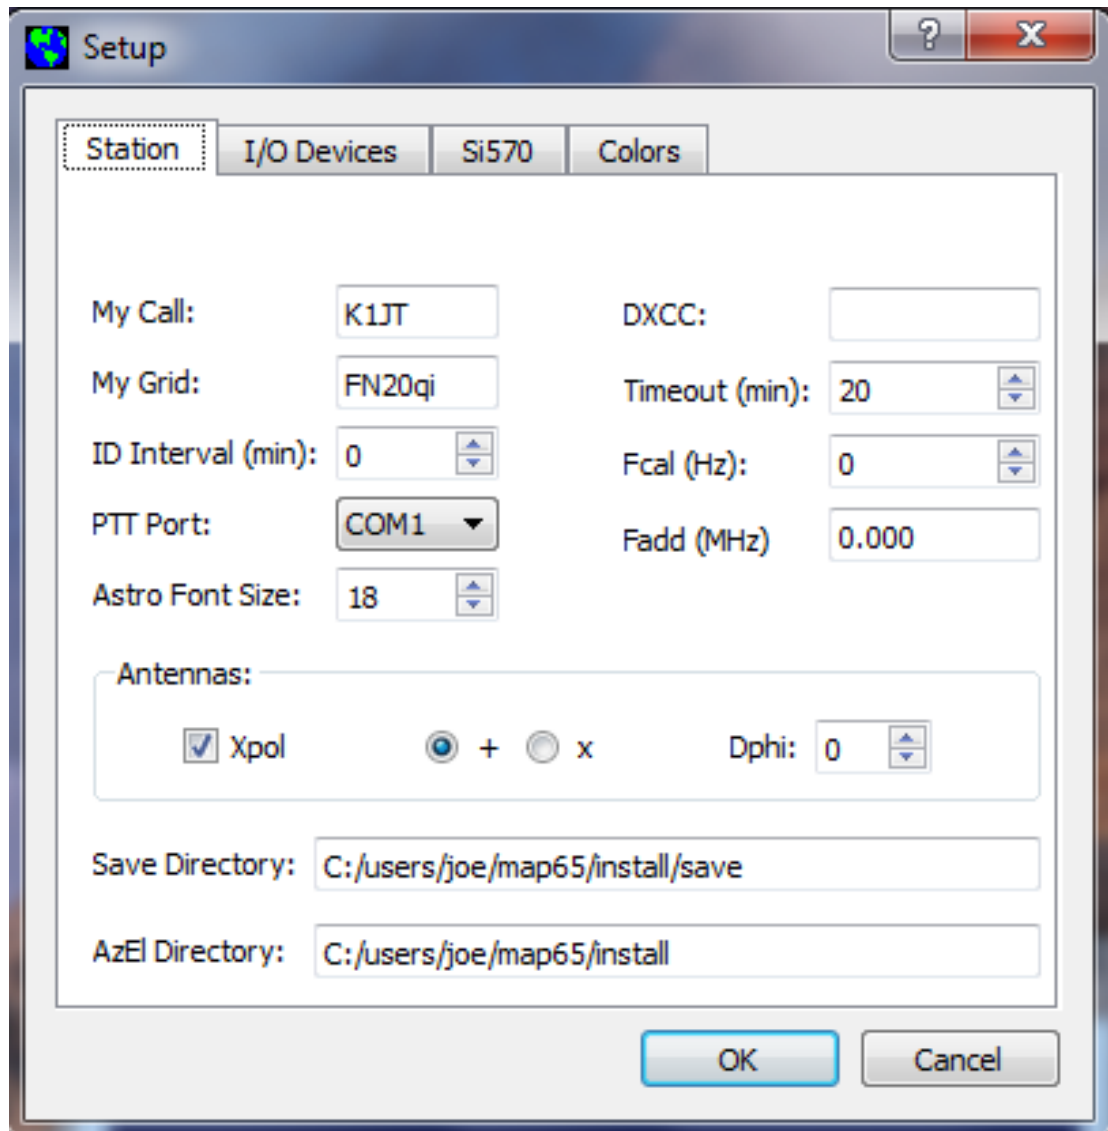 Setup
Station I/O Devices Si570 Colors
My Call: K1JT DXCC:
My Grid: FN20qi Timeout (min): 20
ID Interval (min): 0 Fcal (Hz): 0
PTT Port: COM1 Fadd (MHz) 0.000
Astro Font Size: 18
Antennas:
Xpol + x Dphi: 0
Save Directory: C:/users/joe/map65/install/save
AzEl Directory: C:/users/joe/map65/install
OK Cancel